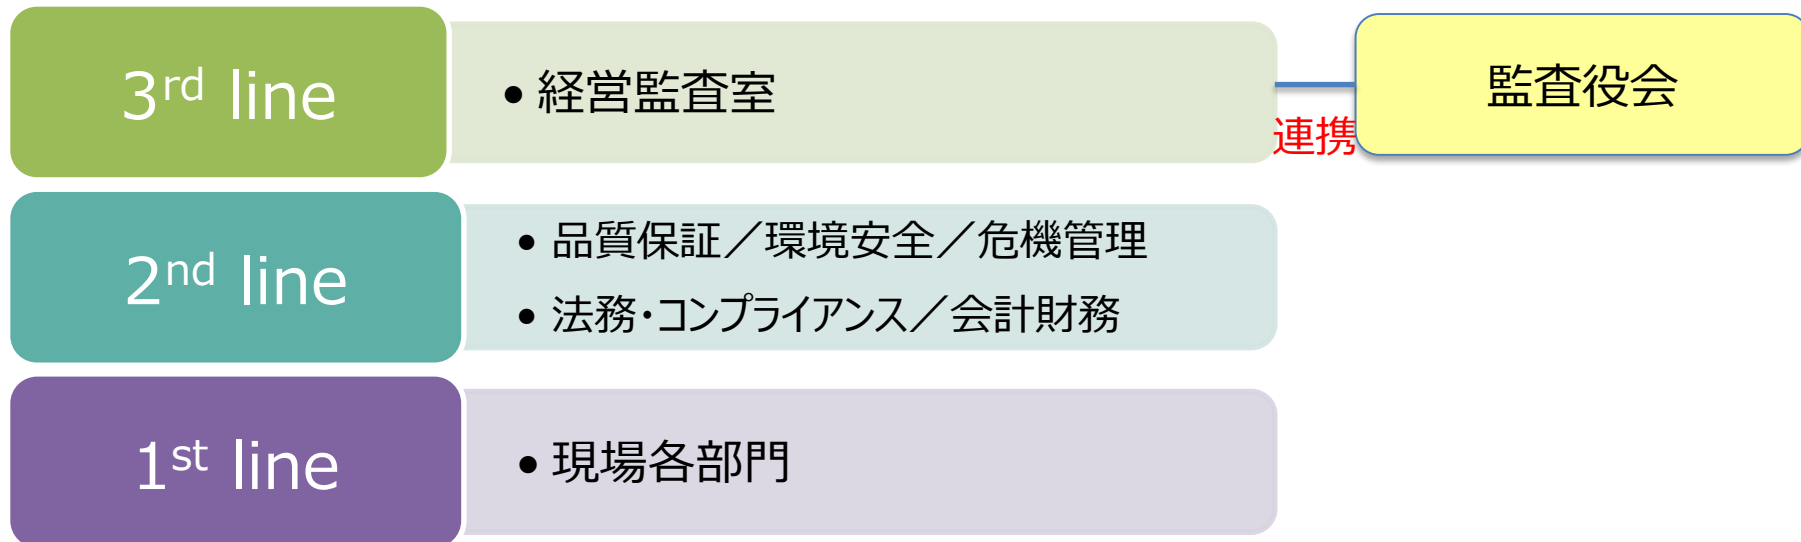 3rd line
• 経営監査室
監査役会
連携
2nd line
• 品質保証／環境安全／危機管理
• 法務・コンプライアンス／会計財務
1st line
• 現場各部門